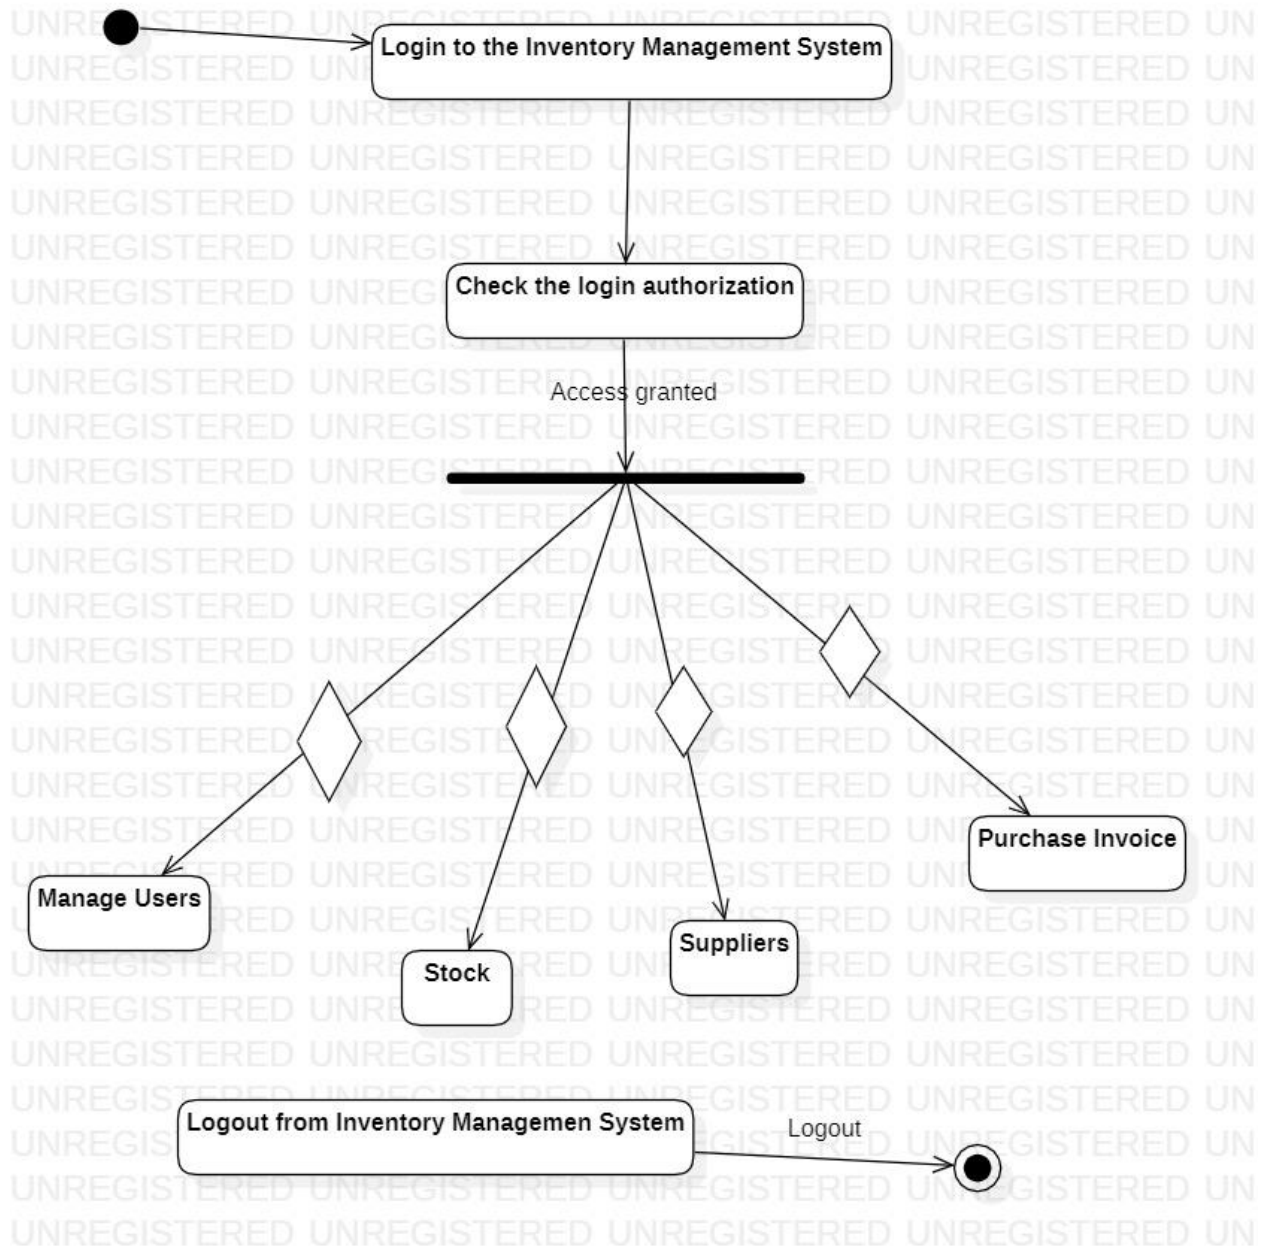 Login to the Inventory Management System
Check the login authorization
Access granted
Purchase Invoice
Manage Users
Suppliers
Stock
Logout from Inventory Managemen System
Logout
UNREGISTERED